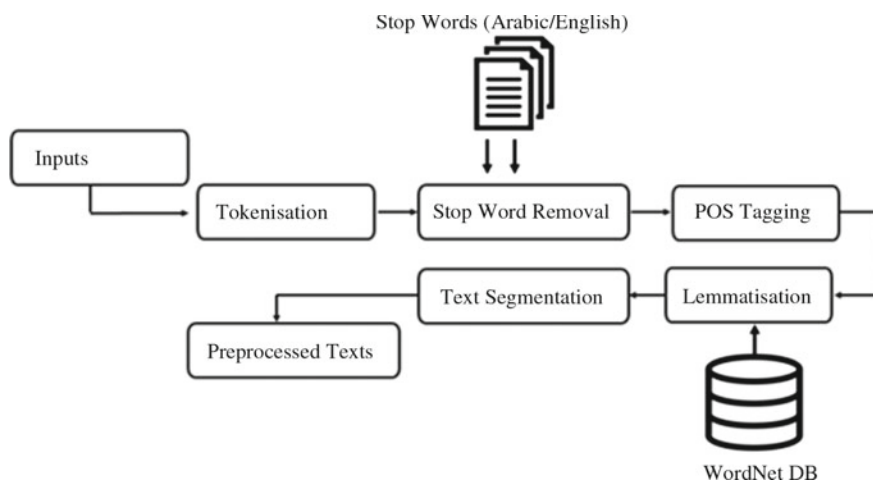 Stop Words (Arabic/English)
Inputs
Tokenisation
Stop Word Removal
POS Tagging
Lemmatisation
Text Segmentation
Preprocessed Texts
WordNet DB